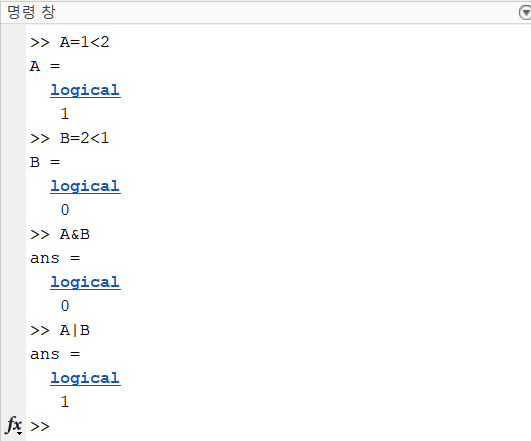 명령 창
>> A=1<2
A =
logical
1
>> B=2<1
B =
logical
0
>> A&B
ans =
logical
0
>> A|B
ans =
logical
1
fx >>